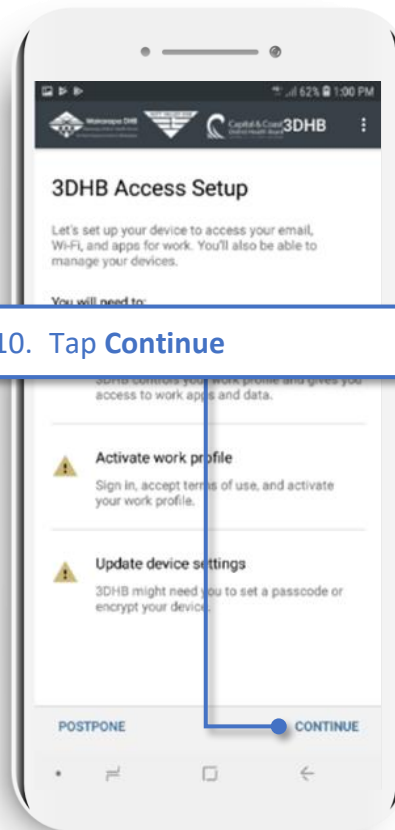 62% 1:00 PM
Wairarapa DHB
Capital & Coast
District Health Board
3DHB
3DHB Access Setup
Let's set up your device to access your email,
Wi-Fi, and apps for work. You'll also be able to
manage your devices.
You will need to:
10. Tap Continue
3DHB controls your work profile and gives you
access to work apps and data.
Activate work profile
Sign in, accept terms of use, and activate
your work profile.
Update device settings
3DHB might need you to set a passcode or
encrypt your device.
POSTPONE CONTINUE